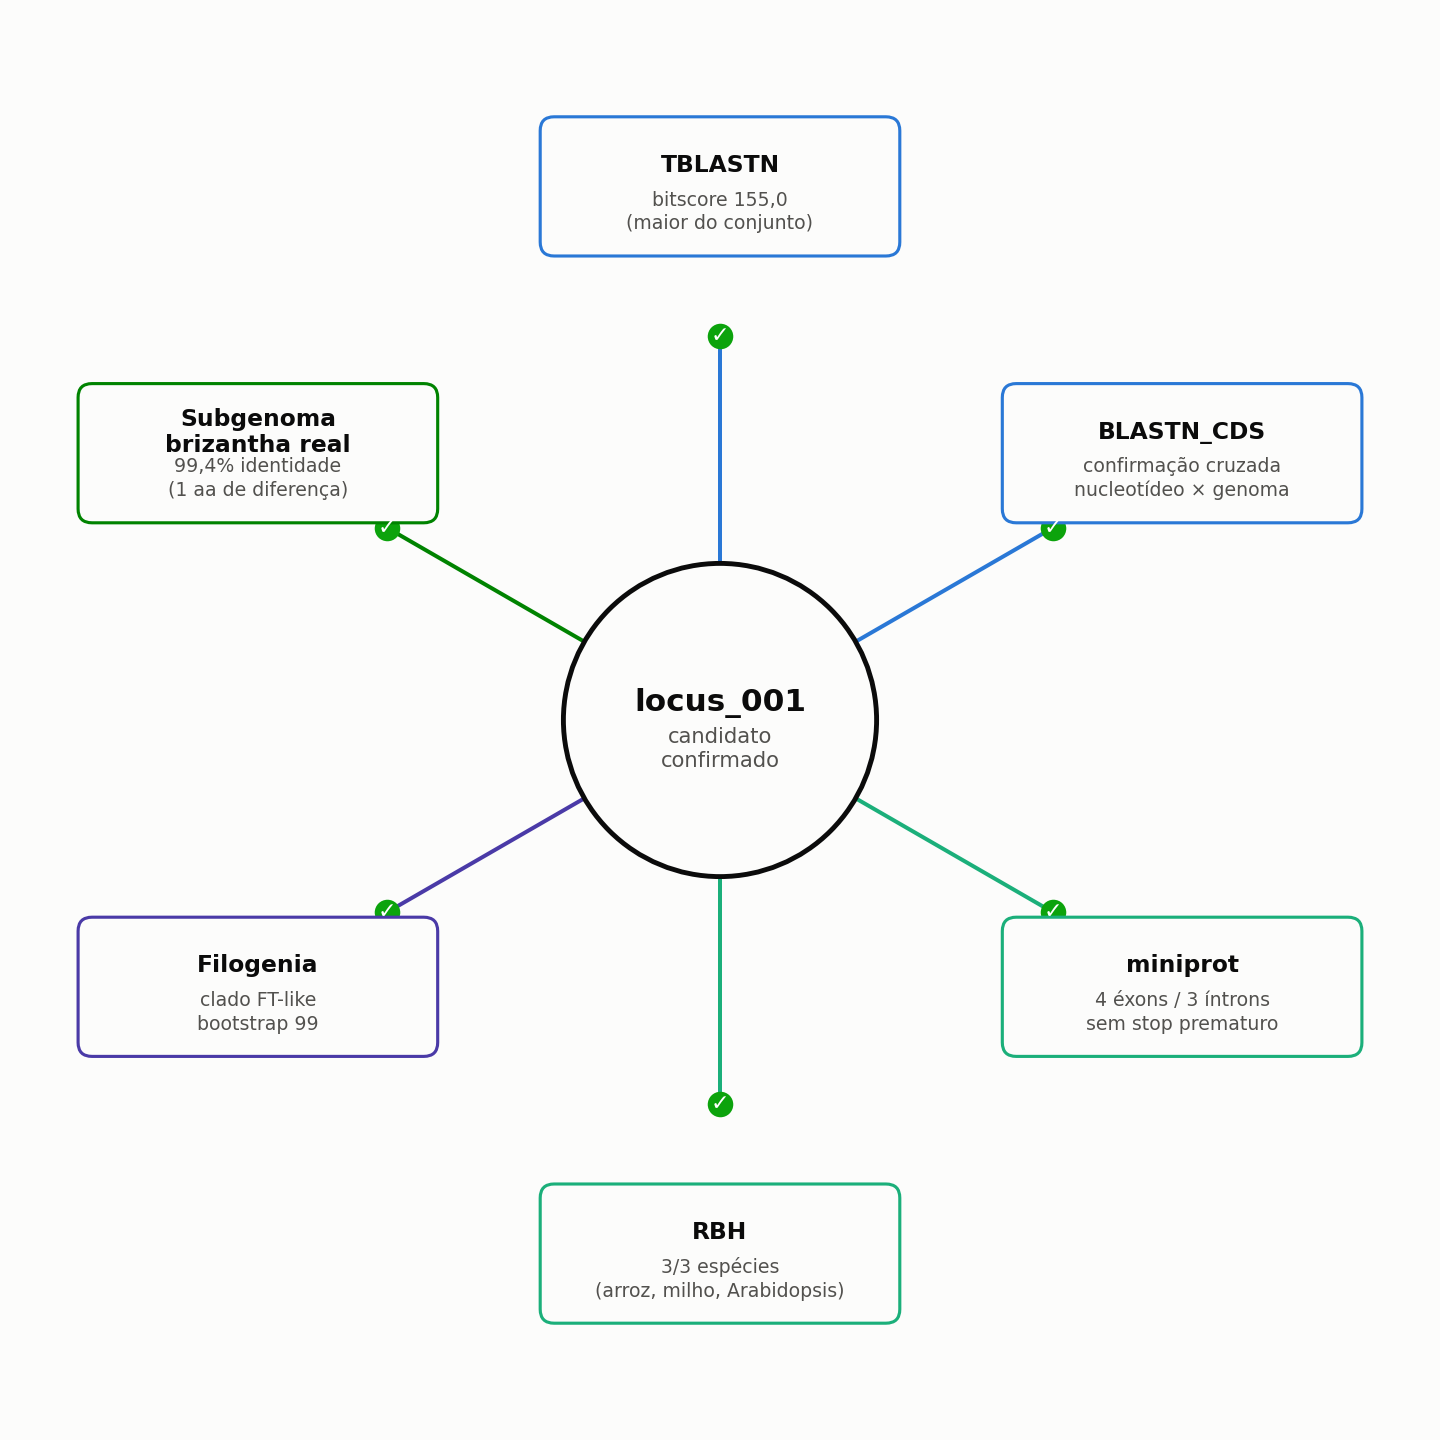 TBLASTN
bitscore 155,0
(maior do conjunto)
✓
Subgenoma
brizantha real
99,4% identidade
(1 aa de diferença)
✓
BLASTN_CDS
confirmação cruzada
nucleotídeo × genoma
✓
locus_001
candidato
confirmado
✓
Filogenia
clado FT-like
bootstrap 99
✓
miniprot
4 éxons / 3 íntrons
sem stop prematuro
✓
RBH
3/3 espécies
(arroz, milho, Arabidopsis)